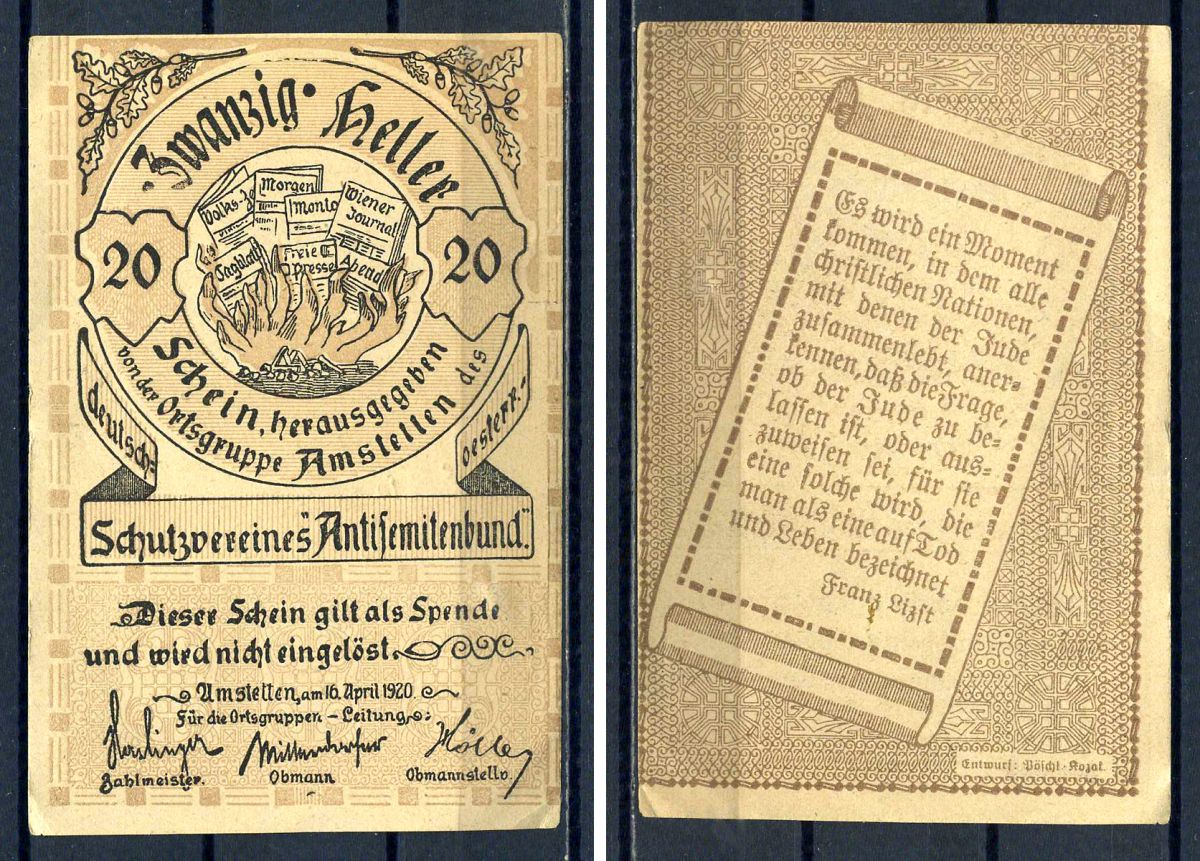 Zwanzig · Heller
Volks-Z
Morgen
Monta
Wiener
Journal
Tagblatt
Freie
Presse
Abend
20
20
Schein, herausgegeben
von der Ortsgruppe Amstetten des
deutsch-
oesterr.-
Schutzvereines "Antisemitenbund".
Dieser Schein gilt als Spende
und wird nicht eingelöst.
Amstetten, am 16. April 1920.
Für die Ortsgruppen-Leitung:
Zahlmeister.
Obmann
Obmannstellv.
Es wird ein Moment
kommen, in dem alle
christlichen Nationen,
mit denen der Jude
zusammenlebt, aner-
kennen, daß die Frage,
ob der Jude zu be-
lassen ist, oder aus-
zuweisen sei, für sie
eine solche wird, die
man als eine auf Tod
und Leben bezeichnet
Franz Lizst
Entwurf: Pöschl-Kozak.